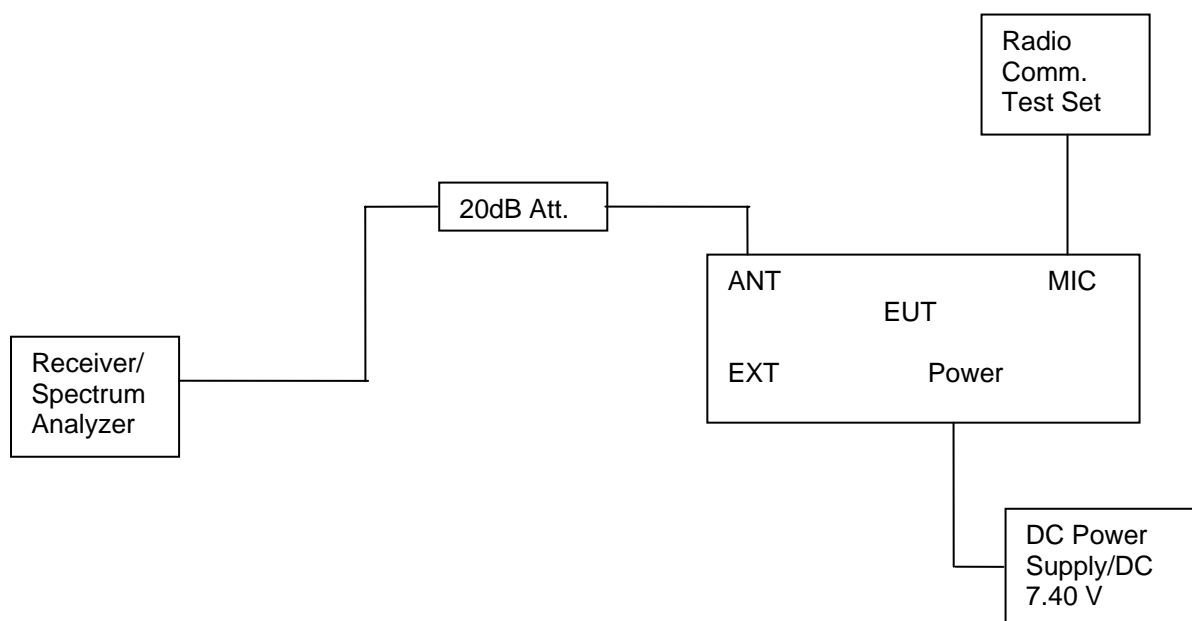 Radio
Comm.
Test Set
20dB Att.
ANT
MIC
EUT
Receiver/
Spectrum
Analyzer
EXT
Power
DC Power
Supply/DC
7.40 V